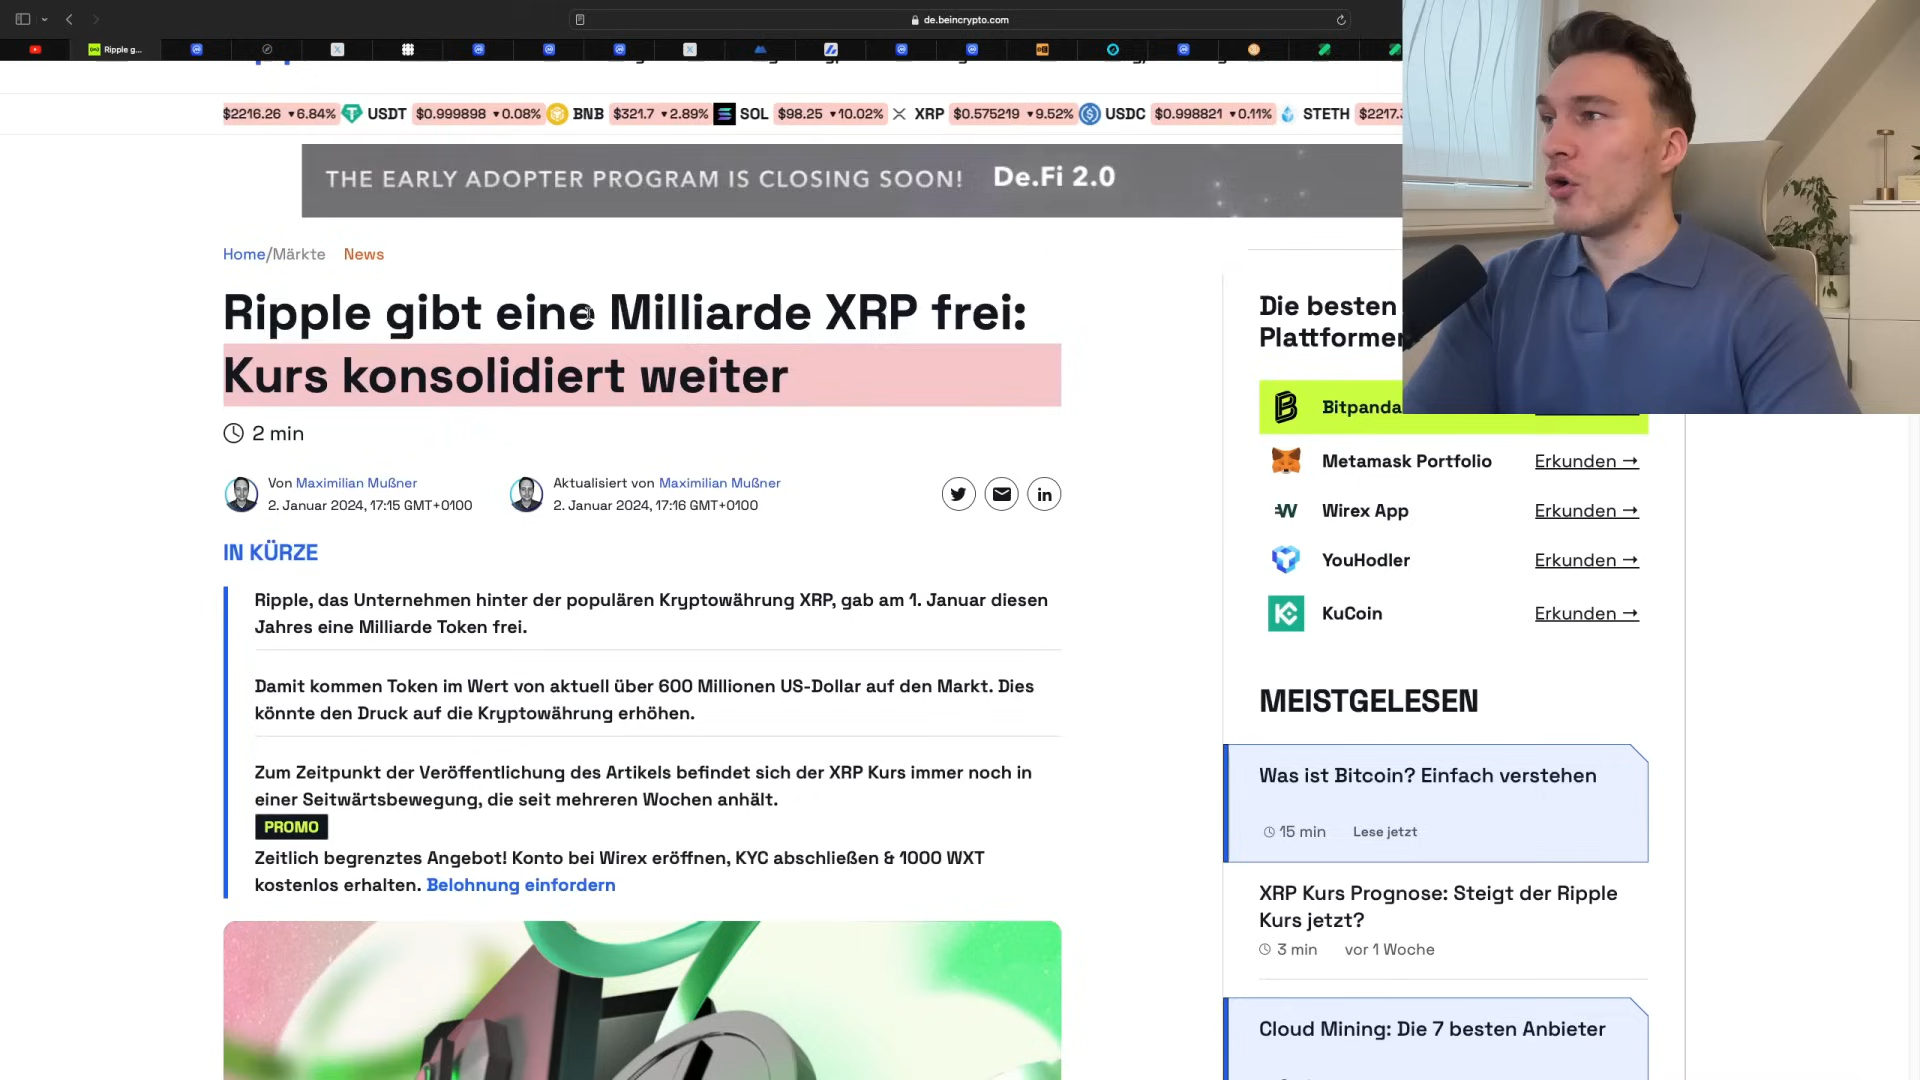 de.beincrypto.com
Ripple g...
$2216.26 ▾6.84% USDT $0.999898 ▾0.08% BNB $321.7 ▾2.89% SOL $98.25 ▾10.02% XRP $0.575219 ▾9.52% USDC $0.998821 ▾0.11% STETH $2217.
THE EARLY ADOPTER PROGRAM IS CLOSING SOON! De.Fi 2.0
Home/Märkte News
Ripple gibt eine Milliarde XRP frei:
Kurs konsolidiert weiter
2 min
Von Maximilian Mußner
2. Januar 2024, 17:15 GMT+0100
Aktualisiert von Maximilian Mußner
2. Januar 2024, 17:16 GMT+0100
IN KÜRZE
Ripple, das Unternehmen hinter der populären Kryptowährung XRP, gab am 1. Januar diesen
Jahres eine Milliarde Token frei.
Damit kommen Token im Wert von aktuell über 600 Millionen US-Dollar auf den Markt. Dies
könnte den Druck auf die Kryptowährung erhöhen.
Zum Zeitpunkt der Veröffentlichung des Artikels befindet sich der XRP Kurs immer noch in
einer Seitwärtsbewegung, die seit mehreren Wochen anhält.
PROMO
Zeitlich begrenztes Angebot! Konto bei Wirex eröffnen, KYC abschließen & 1000 WXT
kostenlos erhalten. Belohnung einfordern
Die besten
Plattformen
Bitpanda
Metamask Portfolio Erkunden →
Wirex App Erkunden →
YouHodler Erkunden →
KuCoin Erkunden →
MEISTGELESEN
Was ist Bitcoin? Einfach verstehen
15 min Lese jetzt
XRP Kurs Prognose: Steigt der Ripple
Kurs jetzt?
3 min vor 1 Woche
Cloud Mining: Die 7 besten Anbieter